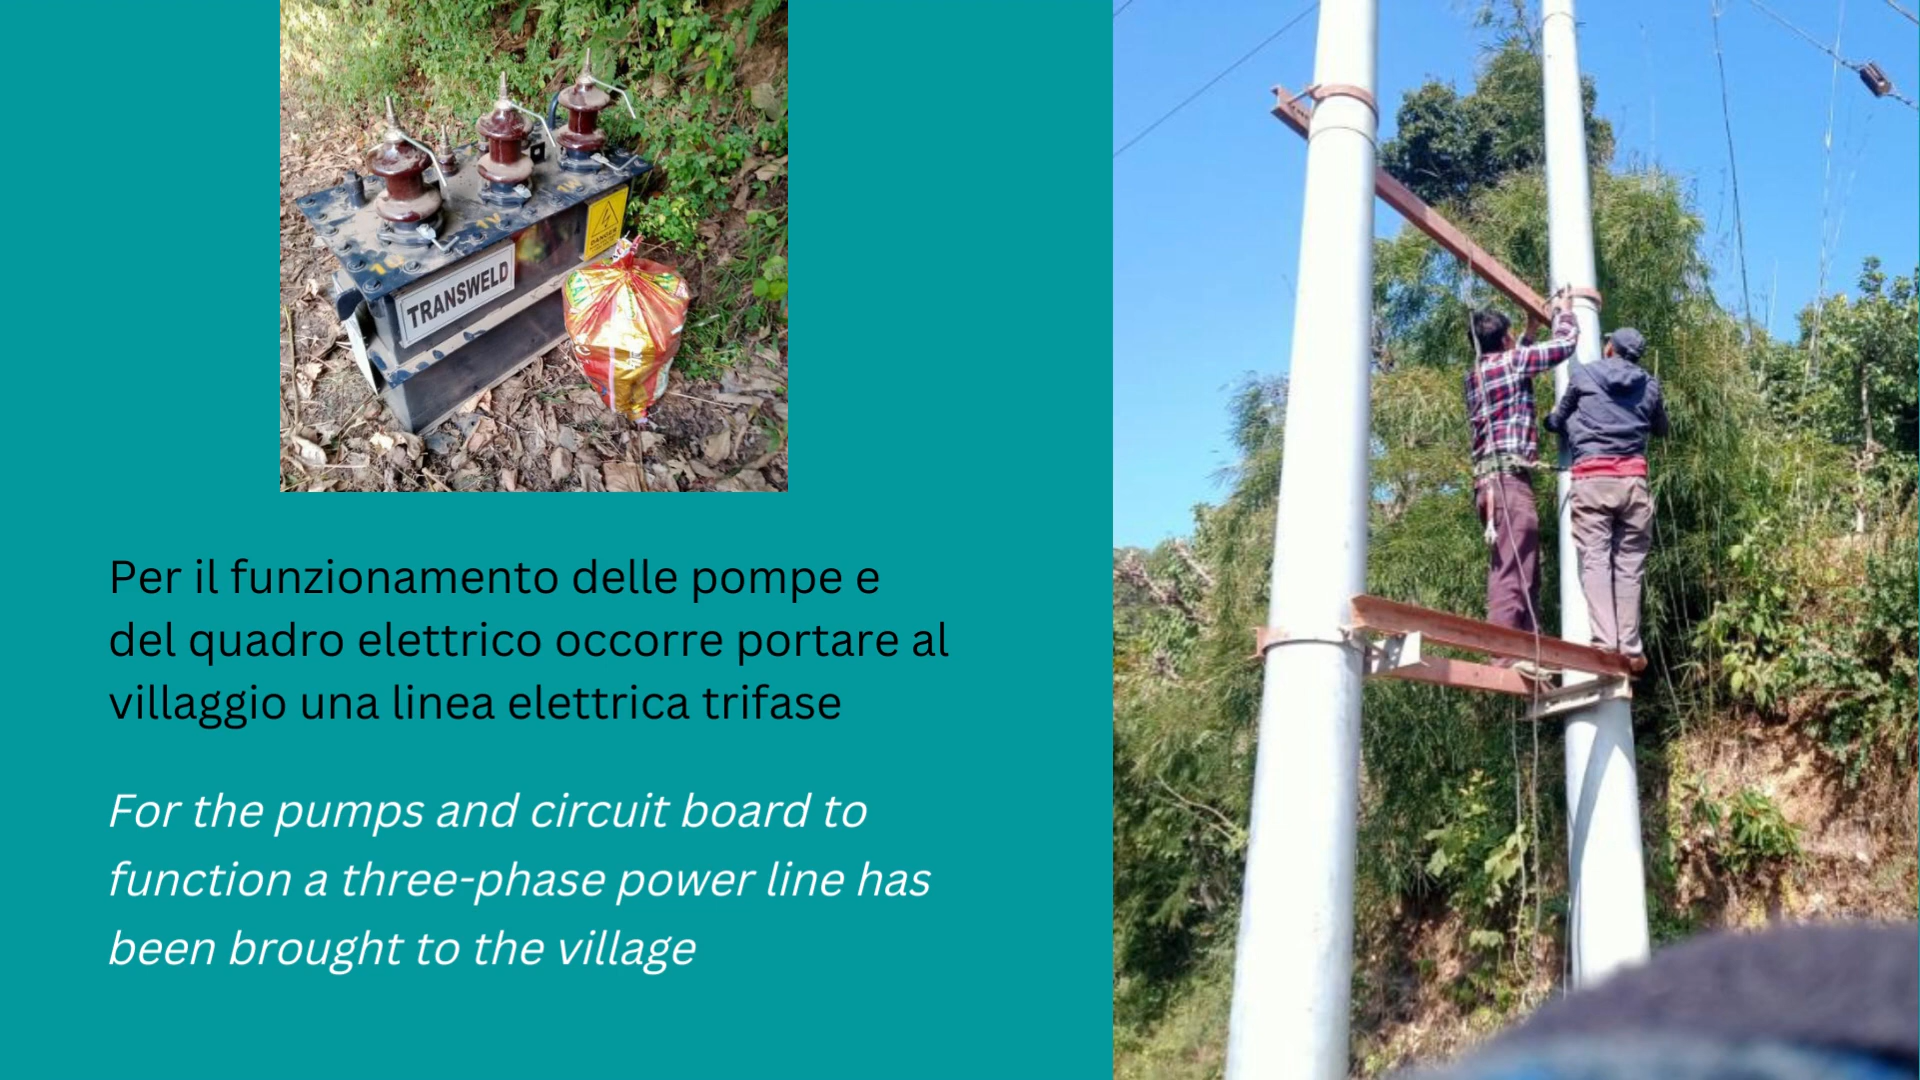 TRANSWELD
DANGER
Per il funzionamento delle pompe e
del quadro elettrico occorre portare al
villaggio una linea elettrica trifase
For the pumps and circuit board to
function a three-phase power line has
been brought to the village